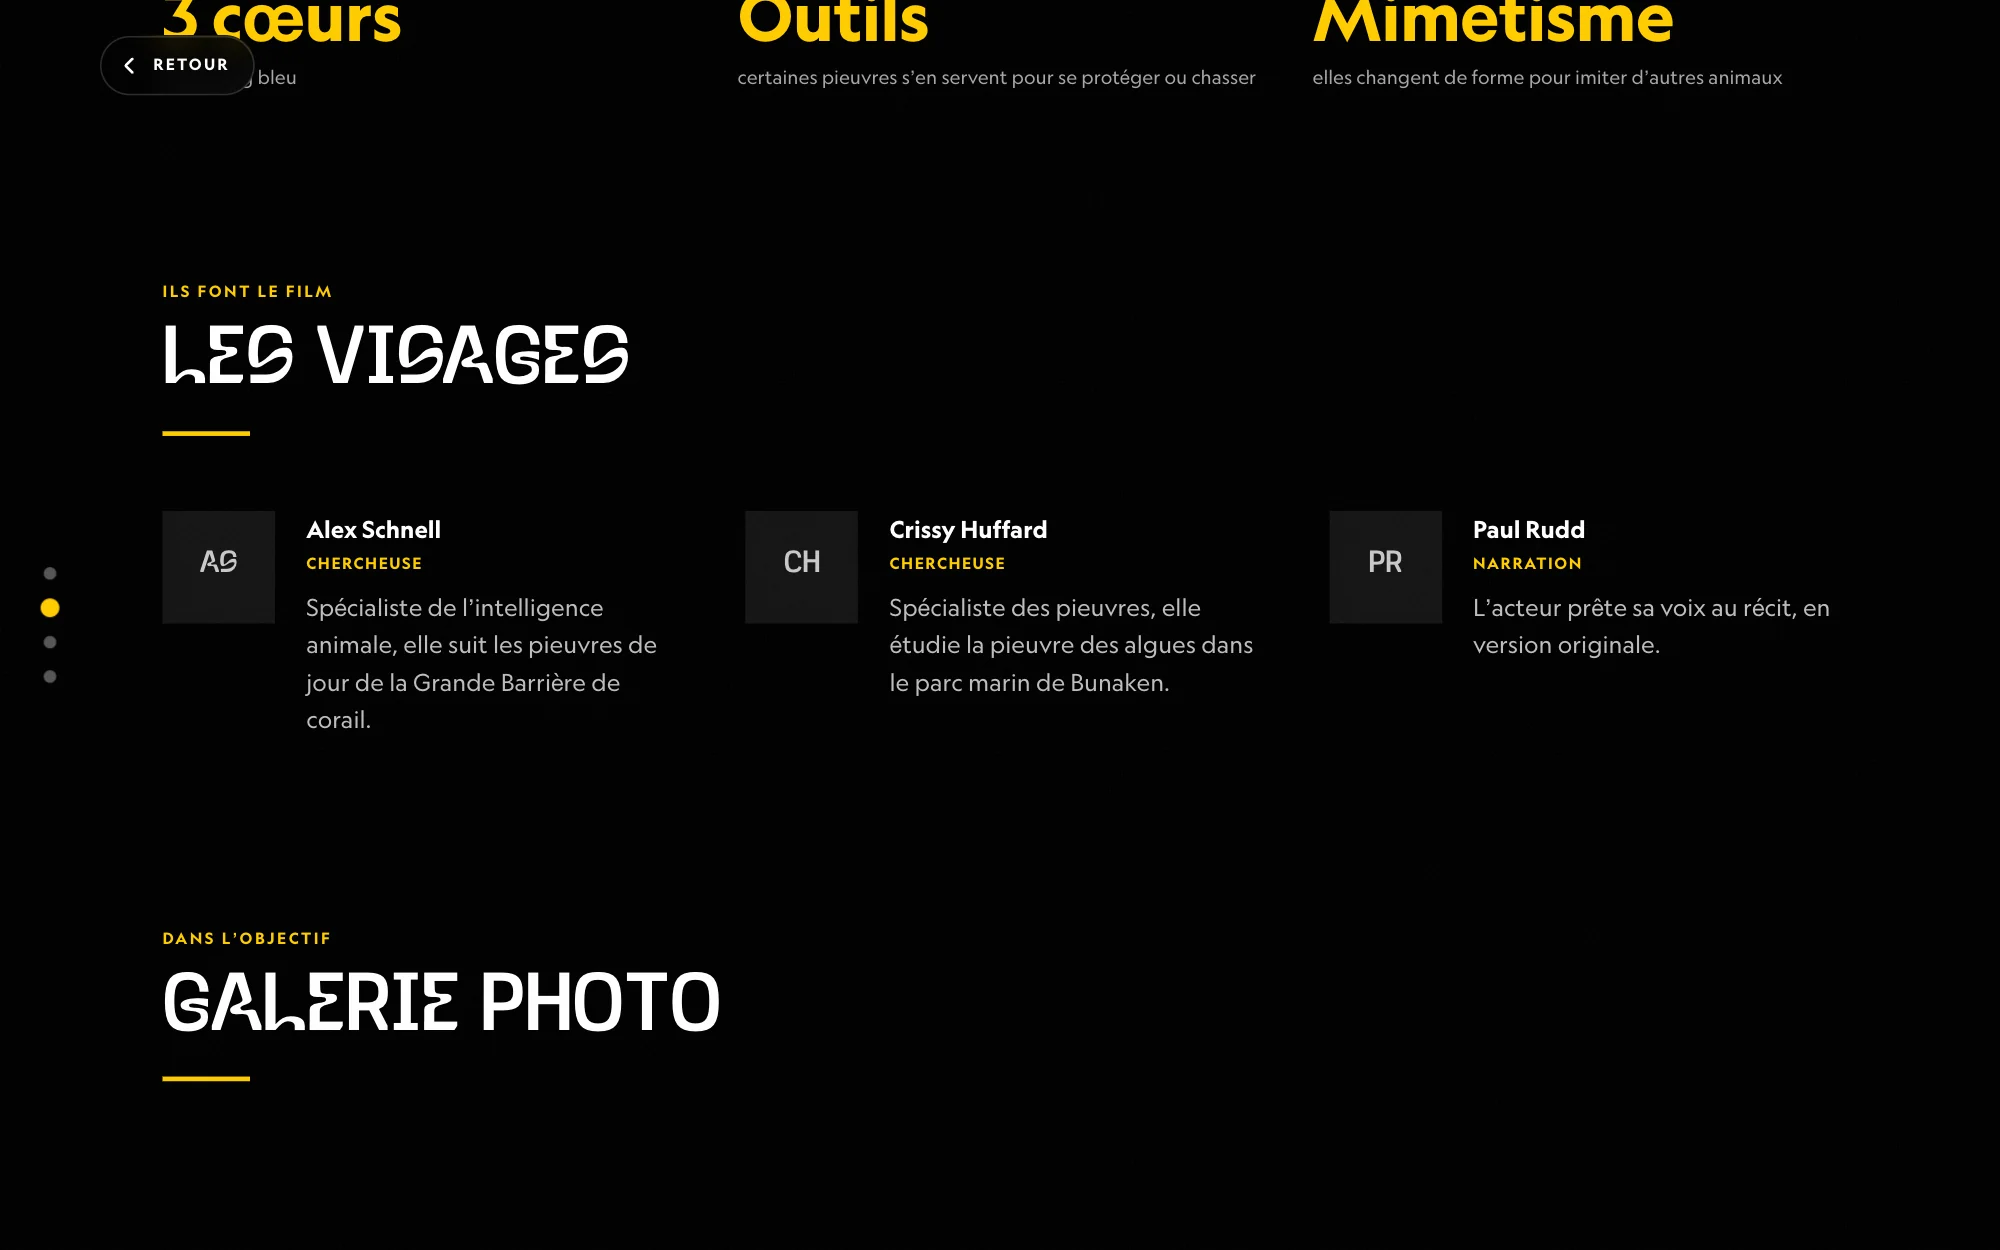 3 cœurs
Outils
Mimétisme
RETOUR
bleu
certaines pieuvres s’en servent pour se protéger ou chasser
elles changent de forme pour imiter d’autres animaux
ILS FONT LE FILM
LES VISAGES
AS
Alex Schnell
CHERCHEUSE
Spécialiste de l’intelligence
animale, elle suit les pieuvres de
jour de la Grande Barrière de
corail.
CH
Crissy Huffard
CHERCHEUSE
Spécialiste des pieuvres, elle
étudie la pieuvre des algues dans
le parc marin de Bunaken.
PR
Paul Rudd
NARRATION
L’acteur prête sa voix au récit, en
version originale.
DANS L’OBJECTIF
GALERIE PHOTO